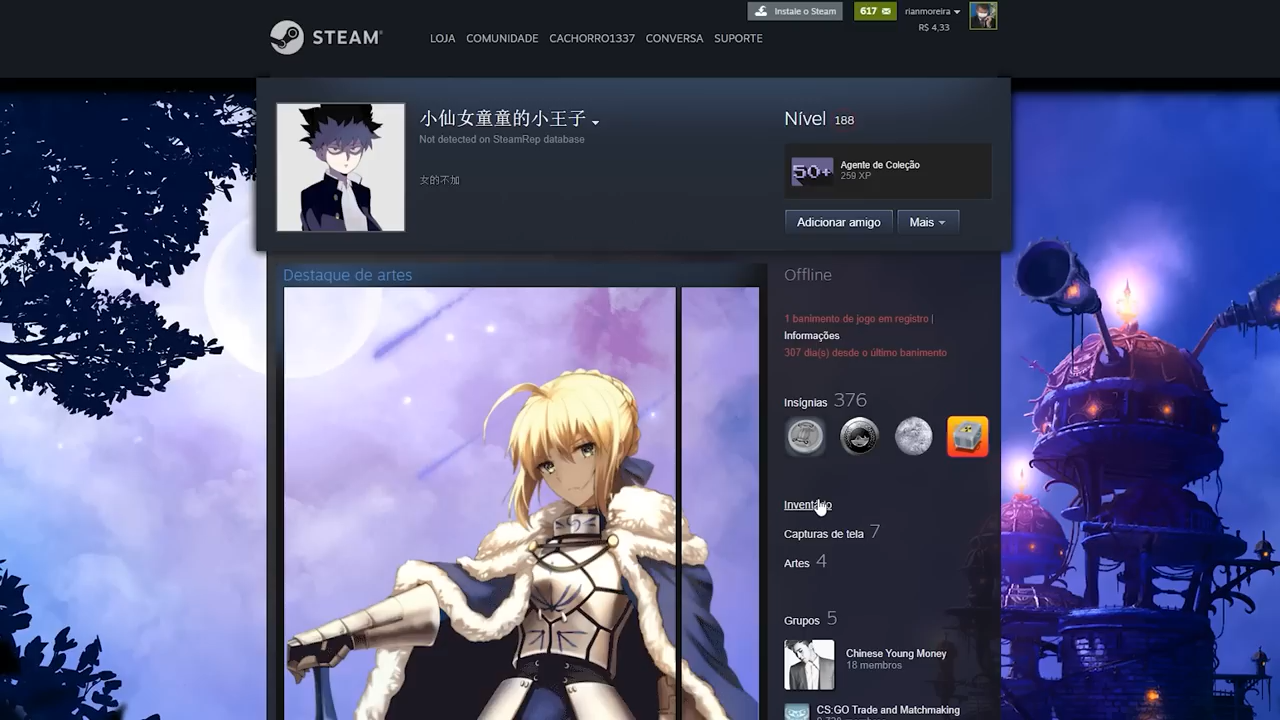 Instale o Steam
617
rianmoreira
R$ 4,33
STEAM
LOJA COMUNIDADE CACHORRO1337 CONVERSA SUPORTE
小仙女童童的小王子
Not detected on SteamRep database
女的不加
Nível 188
50+
Agente de Coleção
259 XP
Adicionar amigo
Mais
Destaque de artes
Offline
1 banimento de jogo em registro |
Informações
307 dia(s) desde o último banimento
Insígnias 376
Inventário
Capturas de tela 7
Artes 4
Grupos 5
Chinese Young Money
18 membros
CS:GO Trade and Matchmaking